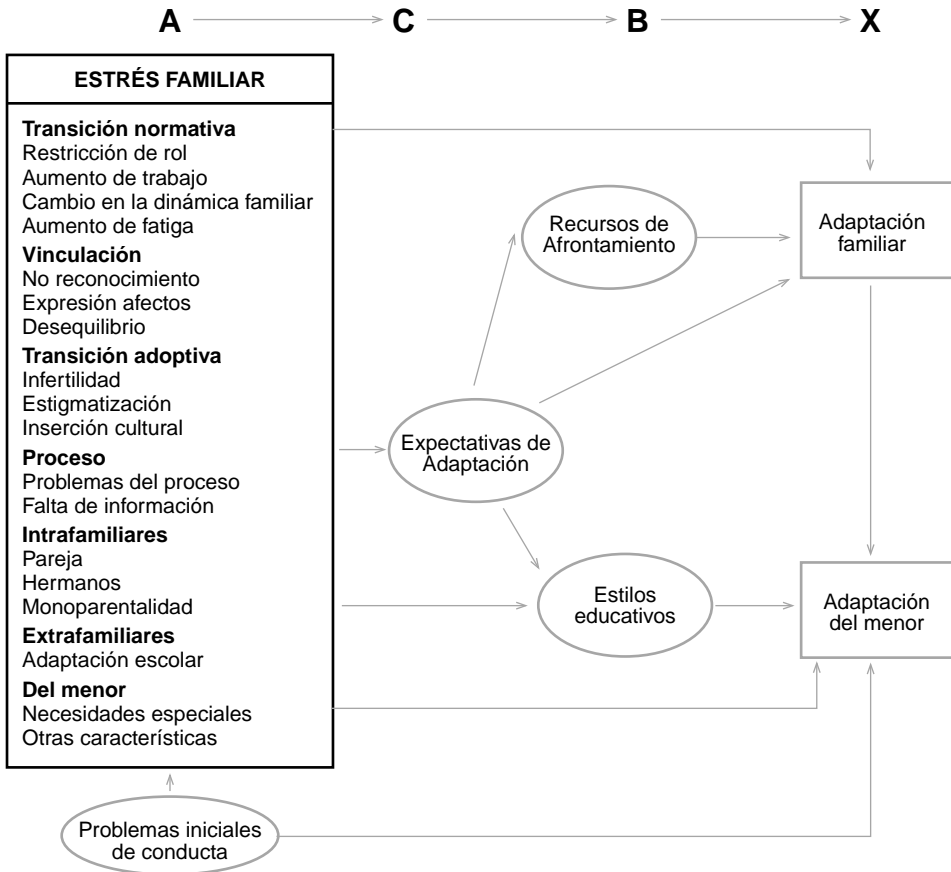 A C B X
ESTRÉS FAMILIAR
Transición normativa
Restricción de rol
Aumento de trabajo
Cambio en la dinámica familiar
Aumento de fatiga
Vinculación
No reconocimiento
Expresión afectos
Desequilibrio
Transición adoptiva
Infertilidad
Estigmatización
Inserción cultural
Proceso
Problemas del proceso
Falta de información
Intrafamiliares
Pareja
Hermanos
Monoparentalidad
Extrafamiliares
Adaptación escolar
Del menor
Necesidades especiales
Otras características
Problemas iniciales
de conducta
Expectativas de
Adaptación
Recursos de
Afrontamiento
Estilos
educativos
Adaptación
familiar
Adaptación
del menor